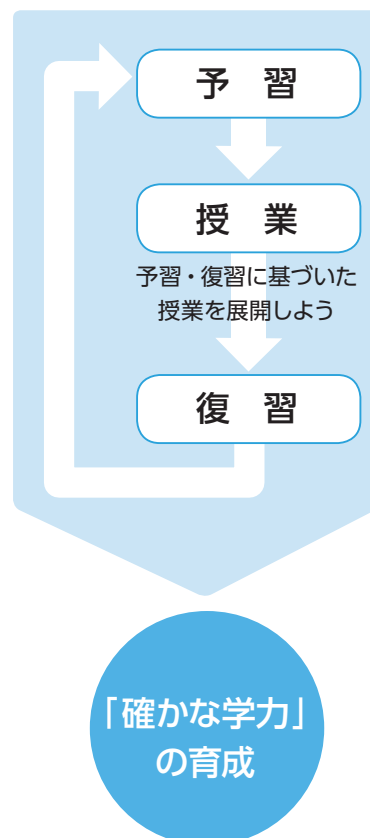 予 習
授 業
予習・復習に基づいた
授業を展開しよう
復 習
「確かな学力」
の育成